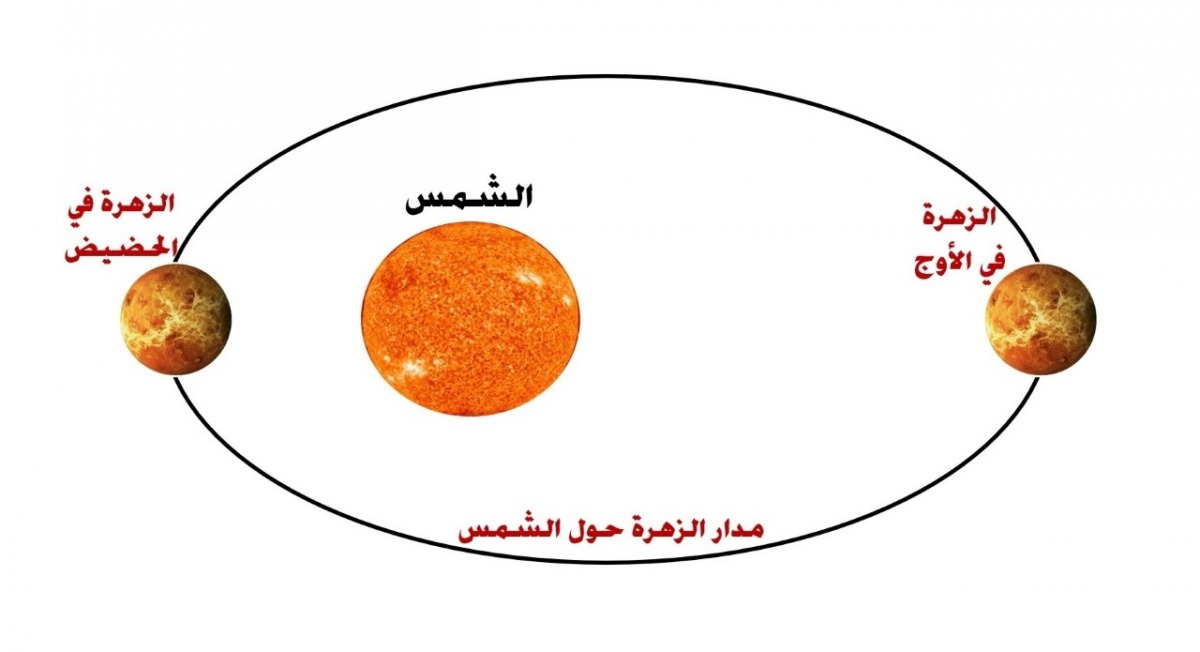 الشمس
الزهرة في
الحضيض
الزهرة
في الأوج
مدار الزهرة حول الشمس